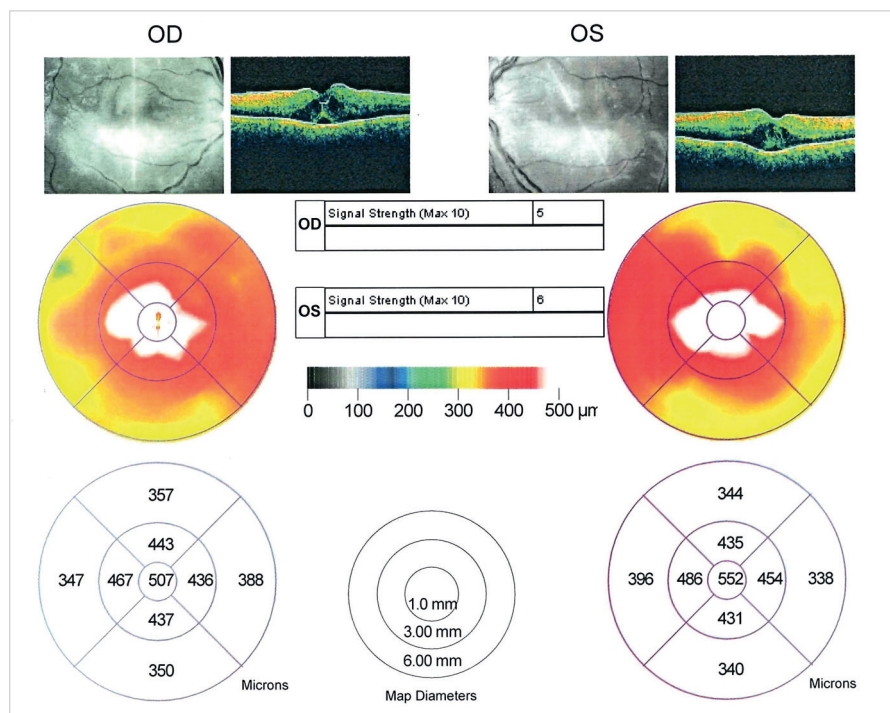 OD
OS
OD
Signal Strength (Max 10) 5
OS
Signal Strength (Max 10) 6
0 100 200 300 400 500 µm
357
443
347 467 507 436 388
437
350
Microns
1.0 mm
3.00 mm
6.00 mm
Map Diameters
344
435
396 486 552 454 338
431
340
Microns